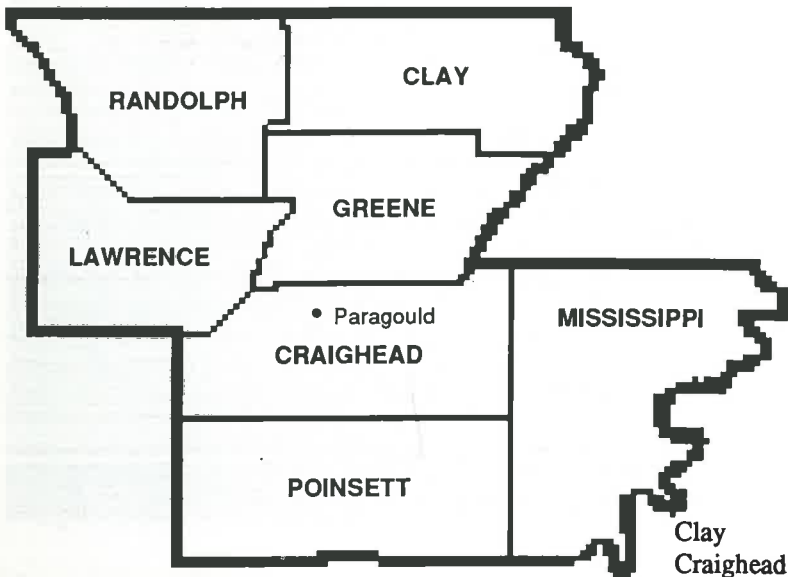 CLAY
RANDOLPH
GREENE
LAWRENCE
Paragould
MISSISSIPPI
CRAIGHEAD
POINSETT
Clay
Craighead